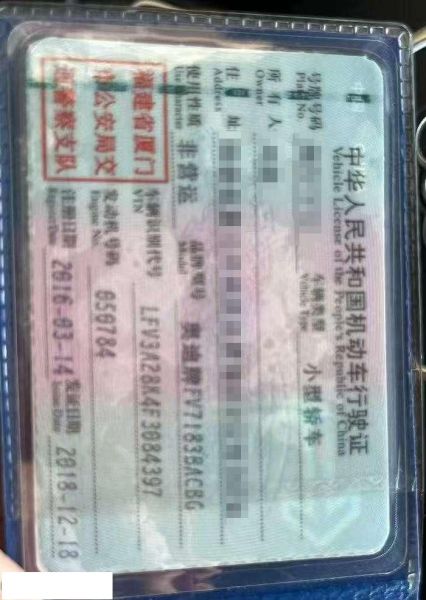 中华人民共和国机动车行驶证
Vehicle License of the People's Republic of China
号牌号码
Plate No.
车辆类型 小型轿车
Vehicle Type
所有人
Owner
住址
Address
使用性质 非营运
Use Character
品牌型号 奥迪牌FV7183BACBG
Model
福建省厦门
市公安局交
通警察支队
车辆识别代号 LFV3A28K4F3084397
VIN
发动机号码 050784
Engine No.
注册日期 2016-03-14
Register Date
发证日期 2018-12-18
Issue Date